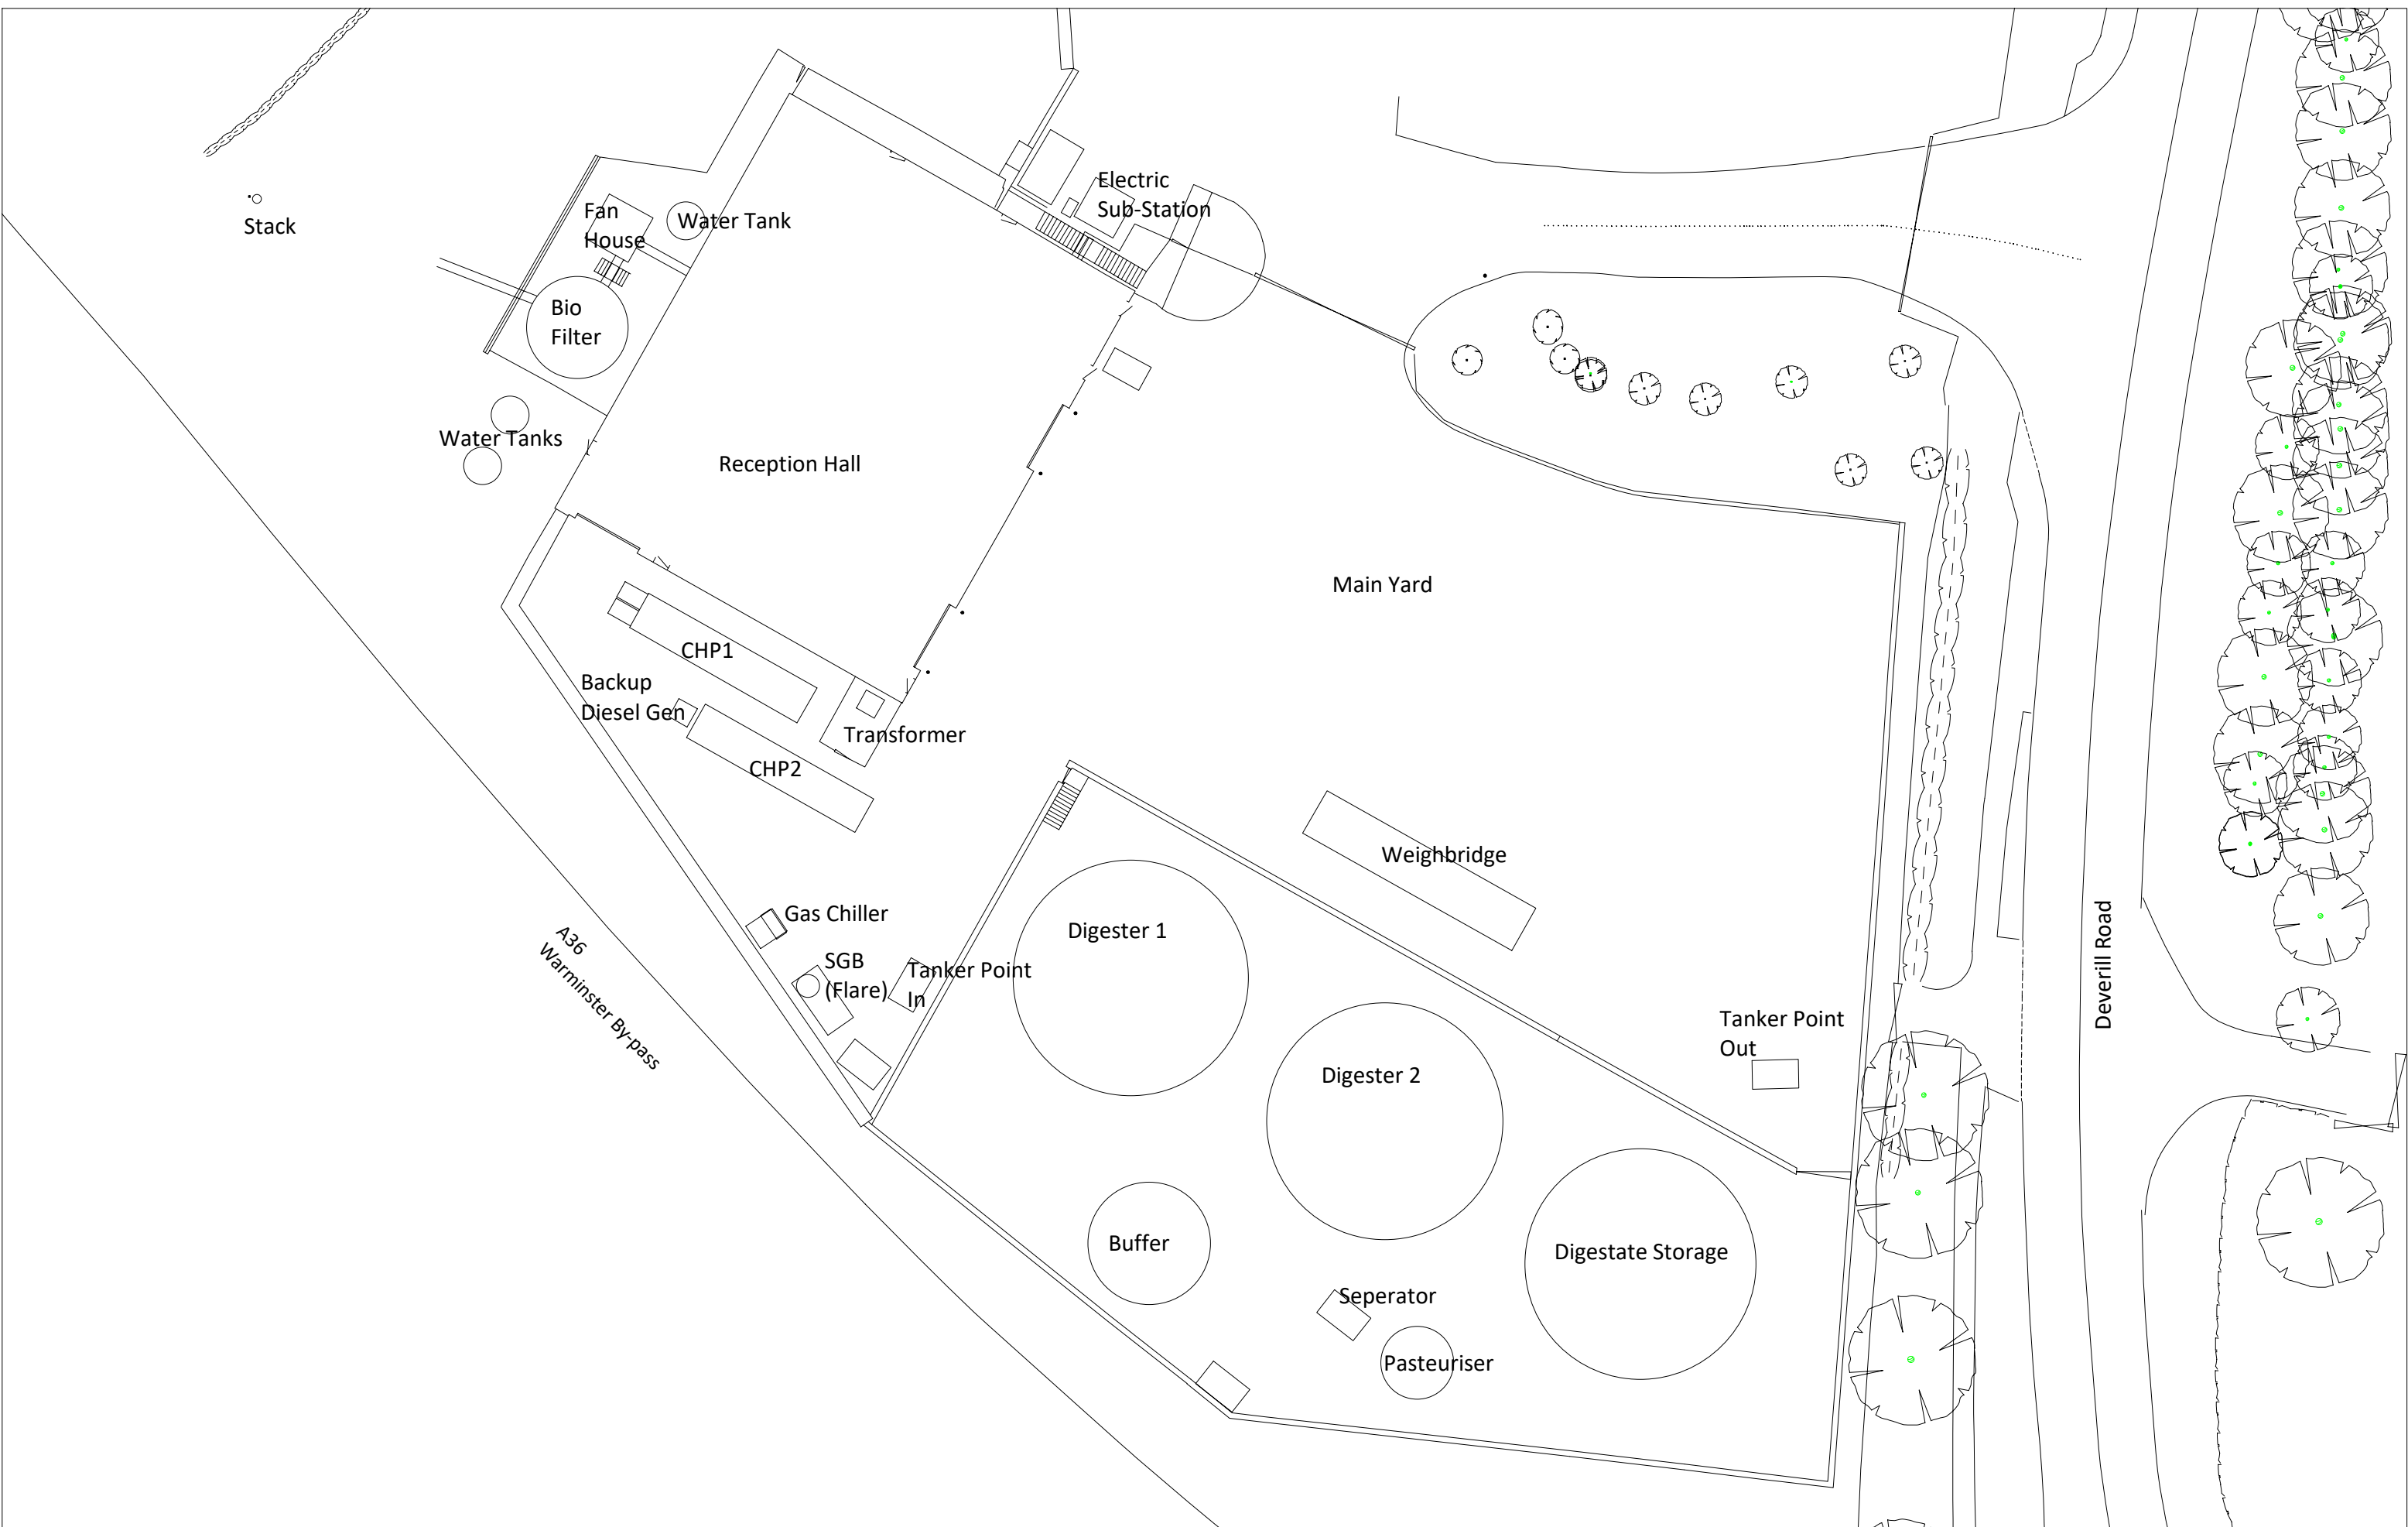 Electric
Sub-Station
Fan
House
Water Tank
Stack
Bio
Filter
Water Tanks
Reception Hall
Main Yard
CHP1
Backup
Diesel Gen
Transformer
CHP2
Weighbridge
Gas Chiller
Digester 1
SGB
(Flare)
Tanker Point
In
A36
Warminster By-pass
Deverill Road
Tanker Point
Out
Digester 2
Buffer
Digestate Storage
Seperator
Pasteuriser